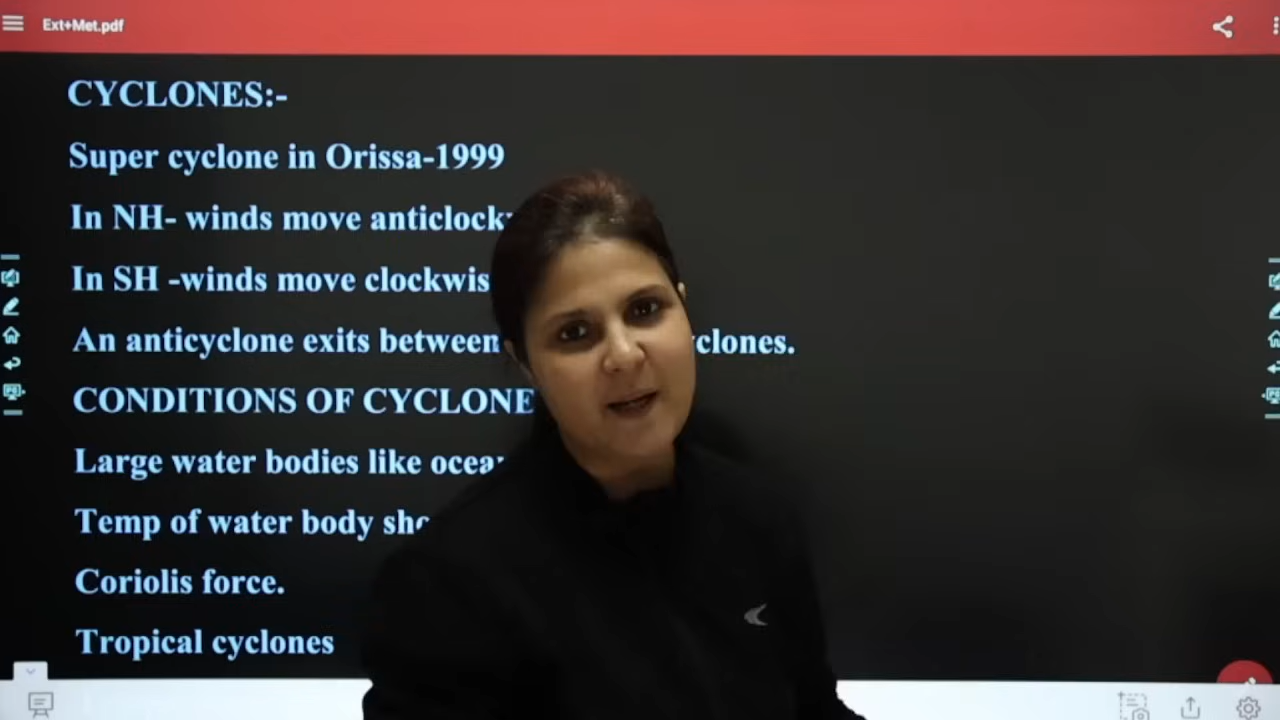 Ext+Met.pdf
CYCLONES:-
Super cyclone in Orissa-1999
In NH- winds move
In SH -winds move
An anticyclone exits between
CONDITIONS OF
Large water bodies like
Temp of water body
Coriolis force.
Tropical cyclones